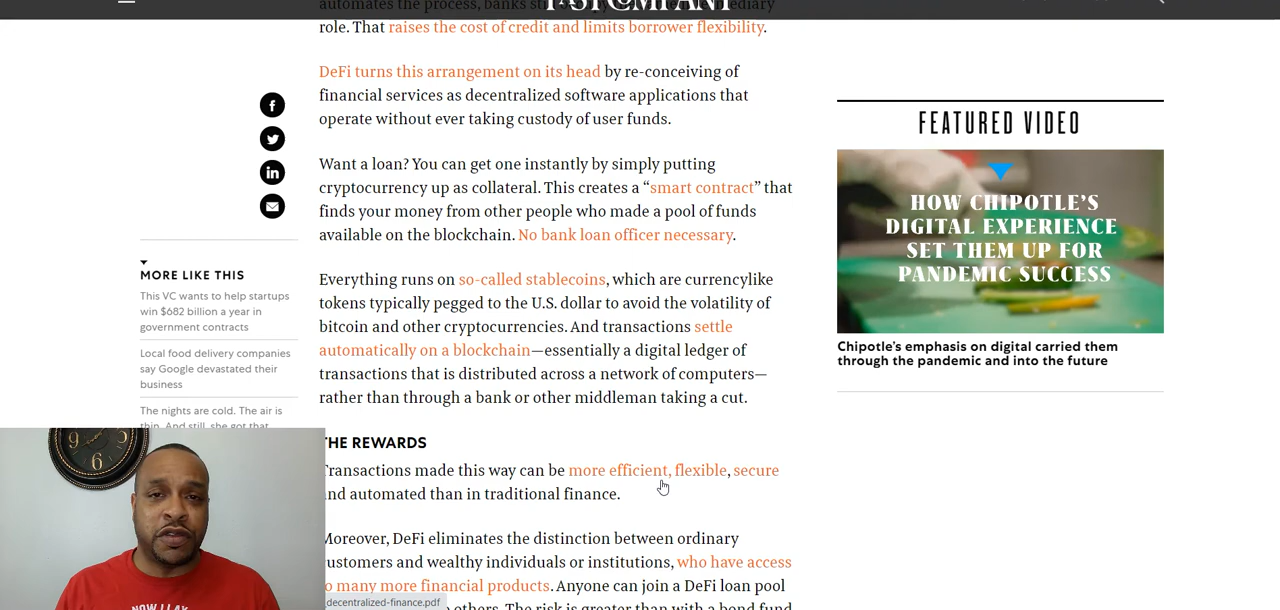 automates the process, banks still
role. That raises the cost of credit and limits borrower flexibility.
DeFi turns this arrangement on its head by re-conceiving of
financial services as decentralized software applications that
operate without ever taking custody of user funds.
Want a loan? You can get one instantly by simply putting
cryptocurrency up as collateral. This creates a “smart contract” that
finds your money from other people who made a pool of funds
available on the blockchain. No bank loan officer necessary.
Everything runs on so-called stablecoins, which are currencylike
tokens typically pegged to the U.S. dollar to avoid the volatility of
bitcoin and other cryptocurrencies. And transactions settle
automatically on a blockchain—essentially a digital ledger of
transactions that is distributed across a network of computers—
rather than through a bank or other middleman taking a cut.
THE REWARDS
Transactions made this way can be more efficient, flexible, secure
and automated than in traditional finance.
Moreover, DeFi eliminates the distinction between ordinary
customers and wealthy individuals or institutions, who have access
to many more financial products. Anyone can join a DeFi loan pool
others. The risk is greater than with a bond fund
decentralized-finance.pdf
MORE LIKE THIS
This VC wants to help startups
win $682 billion a year in
government contracts
Local food delivery companies
say Google devastated their
business
The nights are cold. The air is
thin. And still, she got that
FEATURED VIDEO
HOW CHIPOTLE'S
DIGITAL EXPERIENCE
SET THEM UP FOR
PANDEMIC SUCCESS
Chipotle’s emphasis on digital carried them
through the pandemic and into the future
9
6
3
NOW I LAY